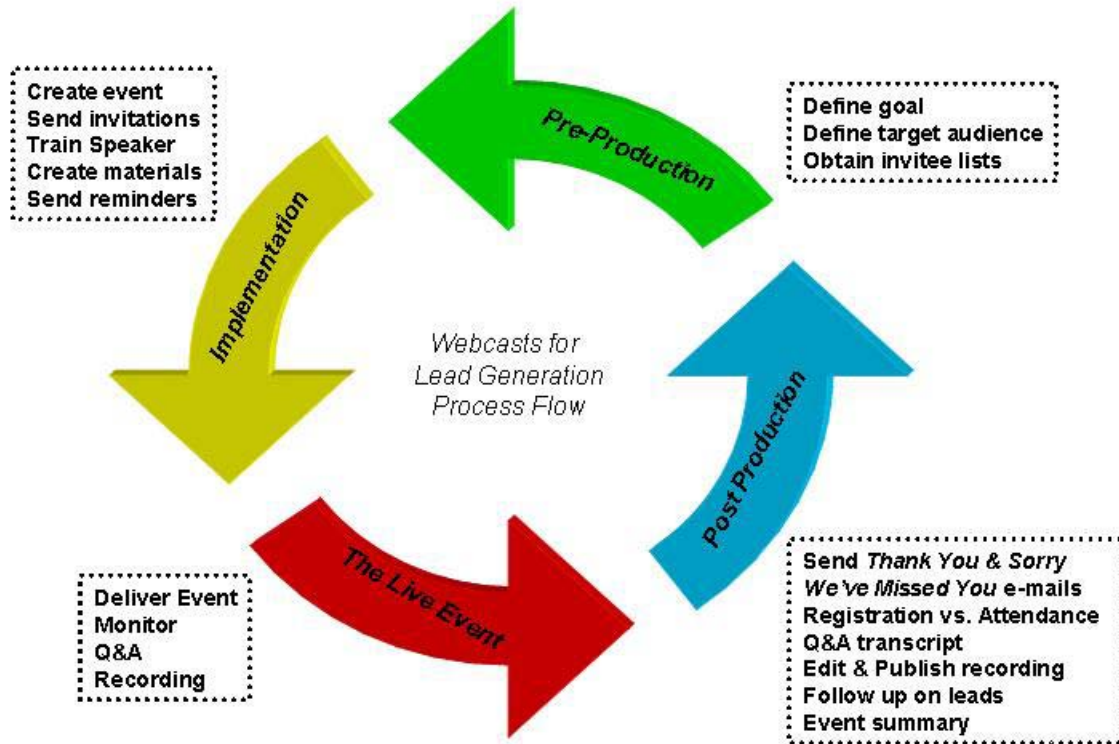 Pre-Production
Define goal
Define target audience
Obtain invitee lists
Implementation
Create event
Send invitations
Train Speaker
Create materials
Send reminders
Webcasts for
Lead Generation
Process Flow
The Live Event
Deliver Event
Monitor
Q&A
Recording
Post Production
Send Thank You & Sorry
We've Missed You e-mails
Registration vs. Attendance
Q&A transcript
Edit & Publish recording
Follow up on leads
Event summary